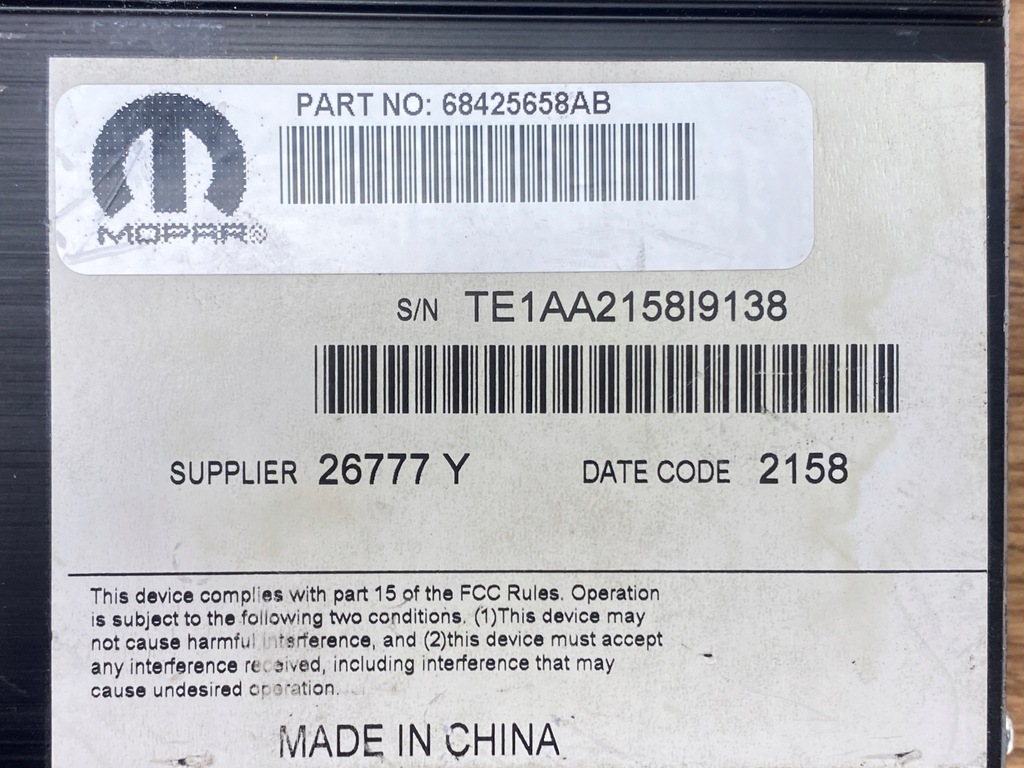 PART NO: 68425658AB
MOPAR®
S/N TE1AA2158I9138
SUPPLIER 26777 Y DATE CODE 2158
This device complies with part 15 of the FCC Rules. Operation
is subject to the following two conditions. (1)This device may
not cause harmful interference, and (2)this device must accept
any interference received, including interference that may
cause undesired operation.
MADE IN CHINA